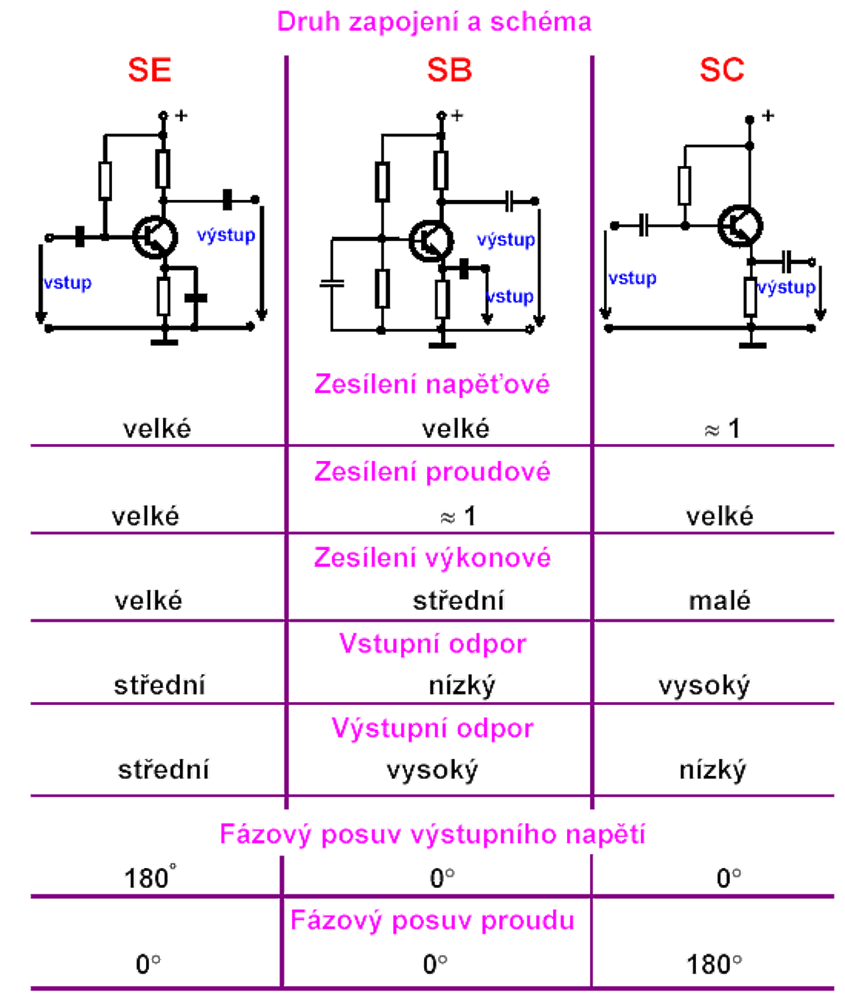 Druh zapojení a schéma
SE SB SC
+ + +
výstup vstup
výstup vstup
vstup výstup
Zesílení napěťové
velké velké ≈ 1
Zesílení proudové
velké ≈ 1 velké
Zesílení výkonové
velké střední malé
Vstupní odpor
střední nízký vysoký
Výstupní odpor
střední vysoký nízký
Fázový posuv výstupního napětí
180° 0° 0°
Fázový posuv proudu
0° 0° 180°